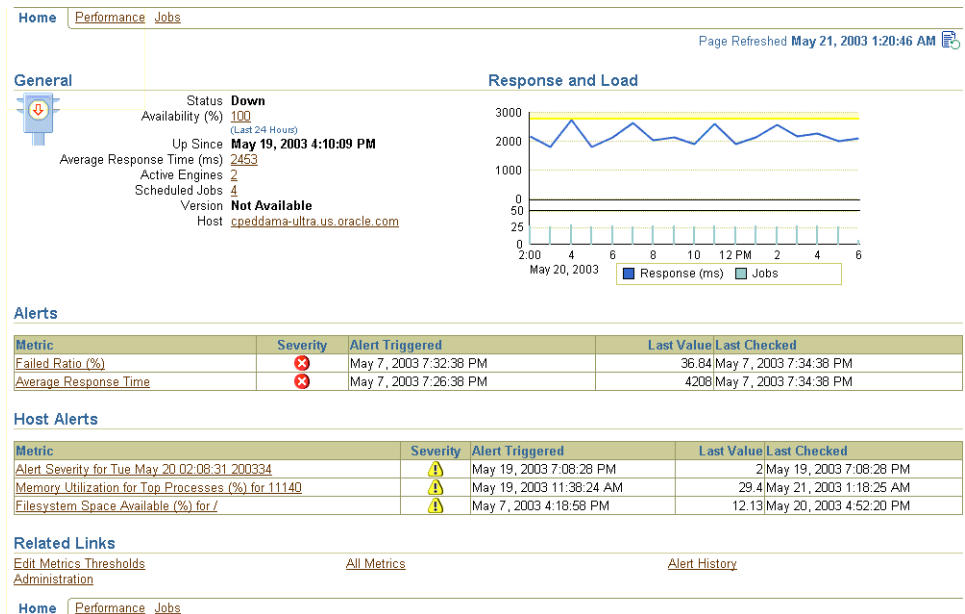 Home Performance Jobs
Page Refreshed May 21, 2003 1:20:46 AM
General
Status Down
Availability (%) 100
(Last 24 Hours)
Up Since May 19, 2003 4:10:09 PM
Average Response Time (ms) 2453
Active Engines 2
Scheduled Jobs 4
Version Not Available
Host cpeddama-ultra.us.oracle.com
Response and Load
3000
2000
1000
0
50
25
0
2:00 4 6 8 10 12 PM 2 4 6
May 20, 2003
Response (ms) Jobs
Alerts
Metric Severity Alert Triggered Last Value Last Checked
Failed Ratio (%) May 7, 2003 7:32:38 PM 36.84 May 7, 2003 7:34:38 PM
Average Response Time May 7, 2003 7:26:38 PM 4208 May 7, 2003 7:34:38 PM
Host Alerts
Metric Severity Alert Triggered Last Value Last Checked
Alert Severity for Tue May 20 02:08:31 200334 May 19, 2003 7:08:28 PM 2 May 19, 2003 7:08:28 PM
Memory Utilization for Top Processes (%) for 11140 May 19, 2003 11:38:24 AM 29.4 May 21, 2003 1:18:25 AM
Filesystem Space Available (%) for / May 7, 2003 4:18:58 PM 12.13 May 20, 2003 4:52:20 PM
Related Links
Edit Metrics Thresholds All Metrics Alert History
Administration
Home Performance Jobs